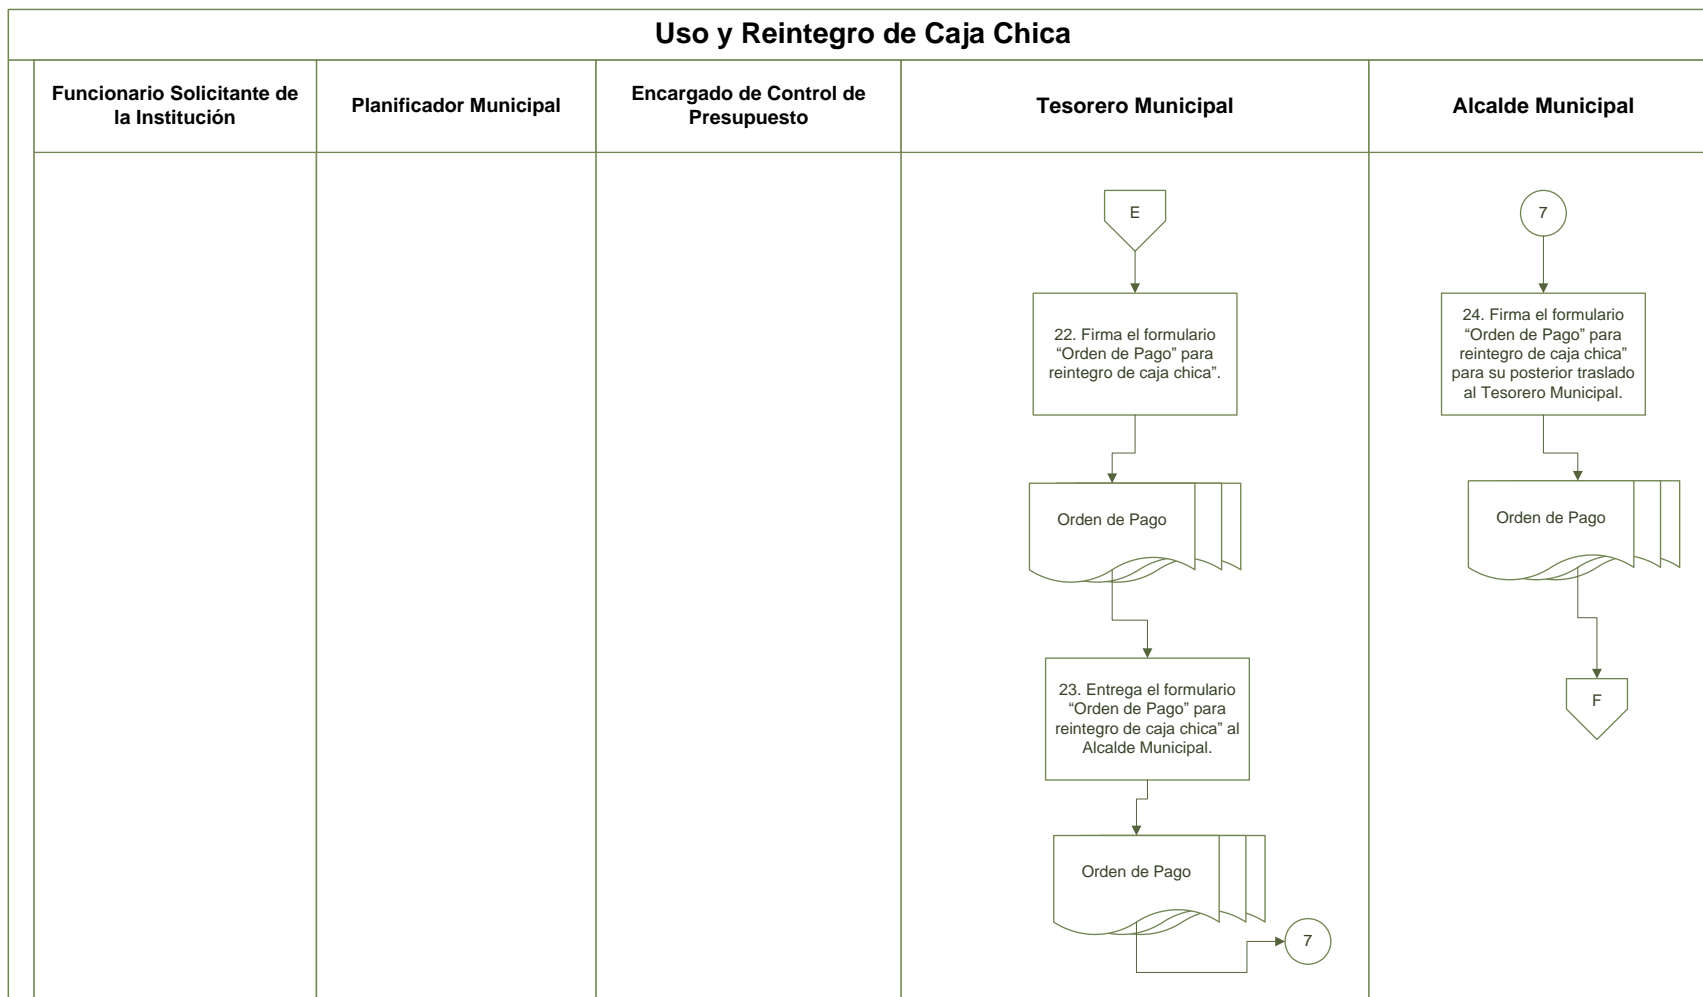 Uso y Reintegro de Caja Chica
Funcionario Solicitante de
la Institución
Planificador Municipal
Encargado de Control de
Presupuesto
Tesorero Municipal
Alcalde Municipal
E
22. Firma el formulario
“Orden de Pago” para
reintegro de caja chica”.
Orden de Pago
23. Entrega el formulario
“Orden de Pago” para
reintegro de caja chica” al
Alcalde Municipal.
Orden de Pago
7
7
24. Firma el formulario
“Orden de Pago” para
reintegro de caja chica”
para su posterior traslado
al Tesorero Municipal.
Orden de Pago
F